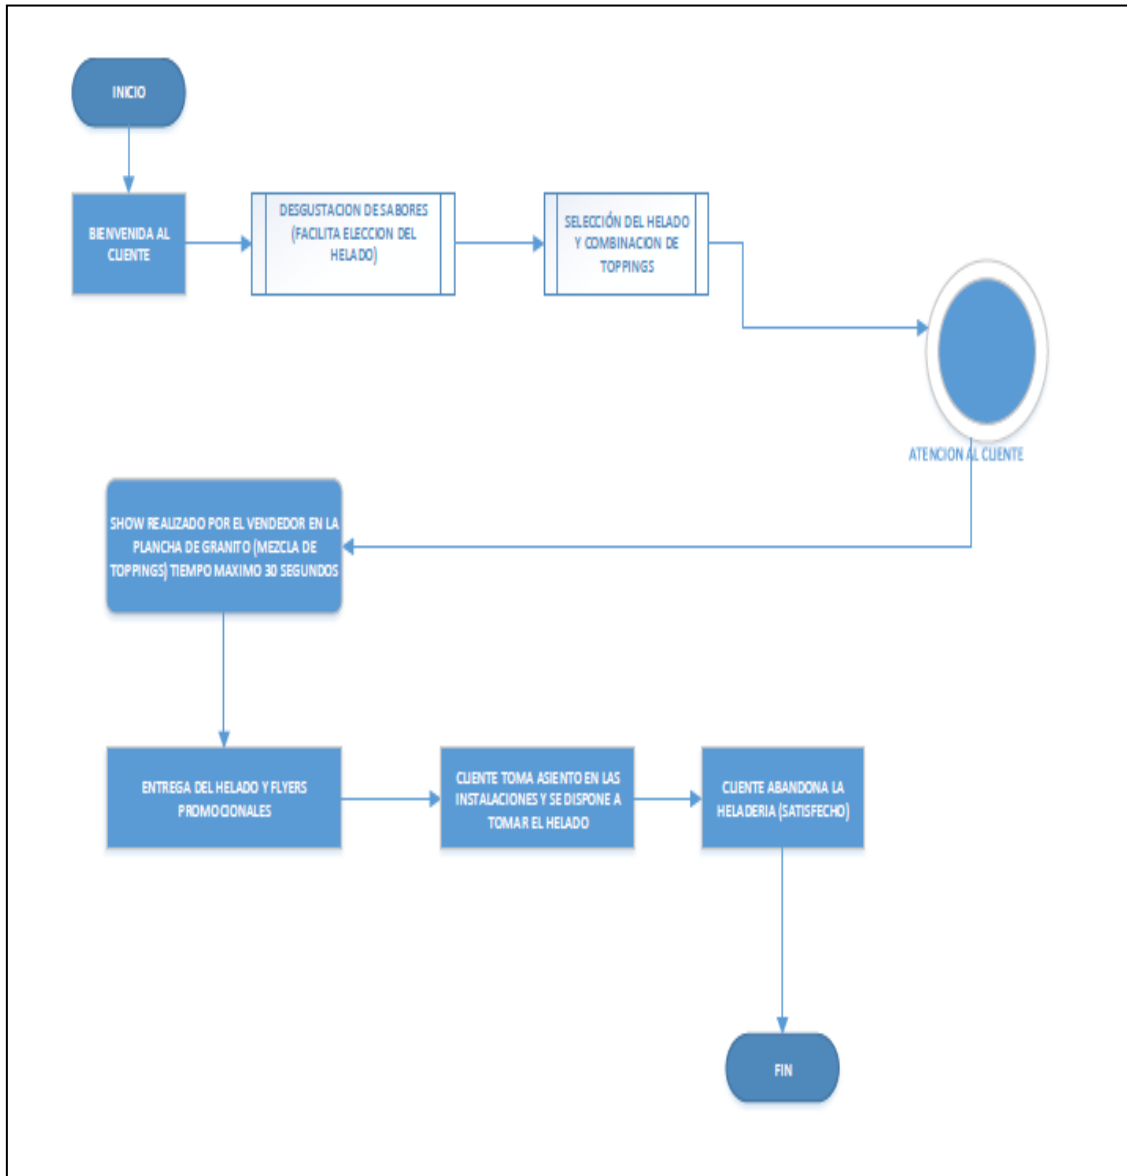 INICIO
BIENVENIDA AL
CLIENTE
DESGUSTACION DE SABORES
(FACILITA ELECCION DEL
HELADO)
SELECCIÓN DEL HELADO
Y COMBINACION DE
TOPPINGS
ATENCION AL CLIENTE
SHOW REALIZADO POR EL VENDEDOR EN LA
PLANCHA DE GRANITO (MEZCLA DE
TOPPINGS) TIEMPO MAXIMO 30 SEGUNDOS
ENTREGA DEL HELADO Y FLYERS
PROMOCIONALES
CLIENTE TOMA ASIENTO EN LAS
INSTALACIONES Y SE DISPONE A
TOMAR EL HELADO
CLIENTE ABANDONA LA
HELADERIA (SATISFECHO)
FIN